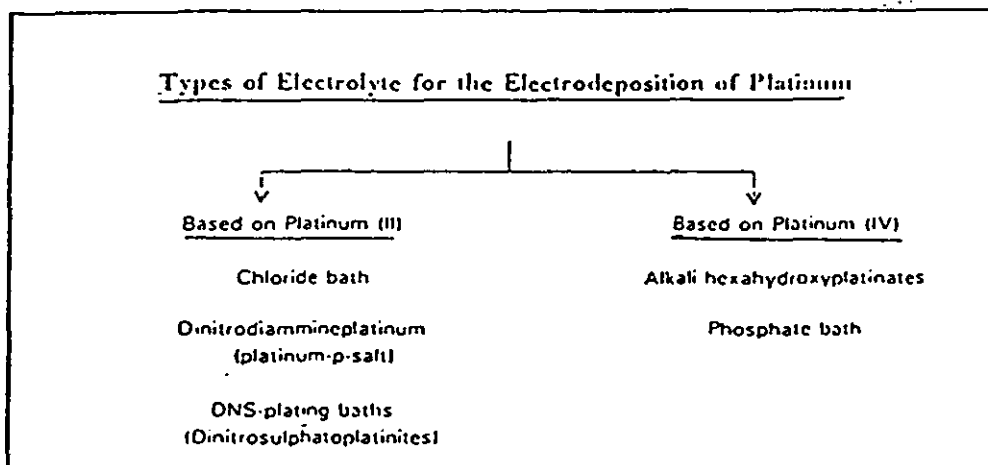 Types of Electrolyte for the Electrodeposition of Platinum
Based on Platinum (II)
Chloride bath
Dinitrodiammineplatinum
(platinum-p-salt)
DNS-plating baths
(Dinitrosulphatoplatinites)
Based on Platinum (IV)
Alkali hexahydroxyplatinates
Phosphate bath